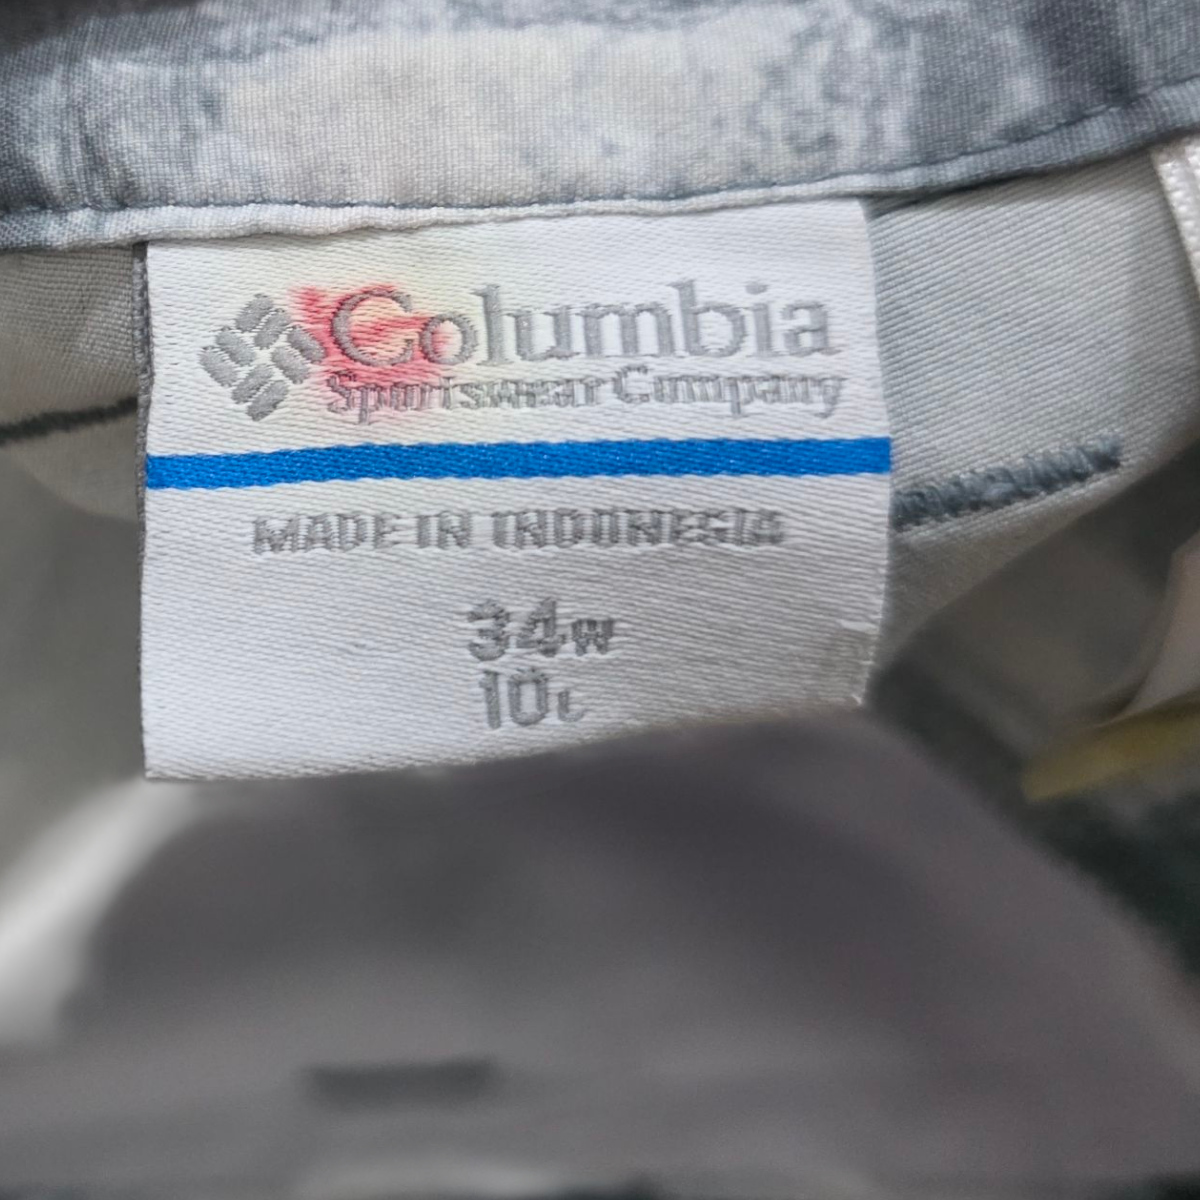 Columbia
Sportswear Company
MADE IN INDONESIA
34W
10L